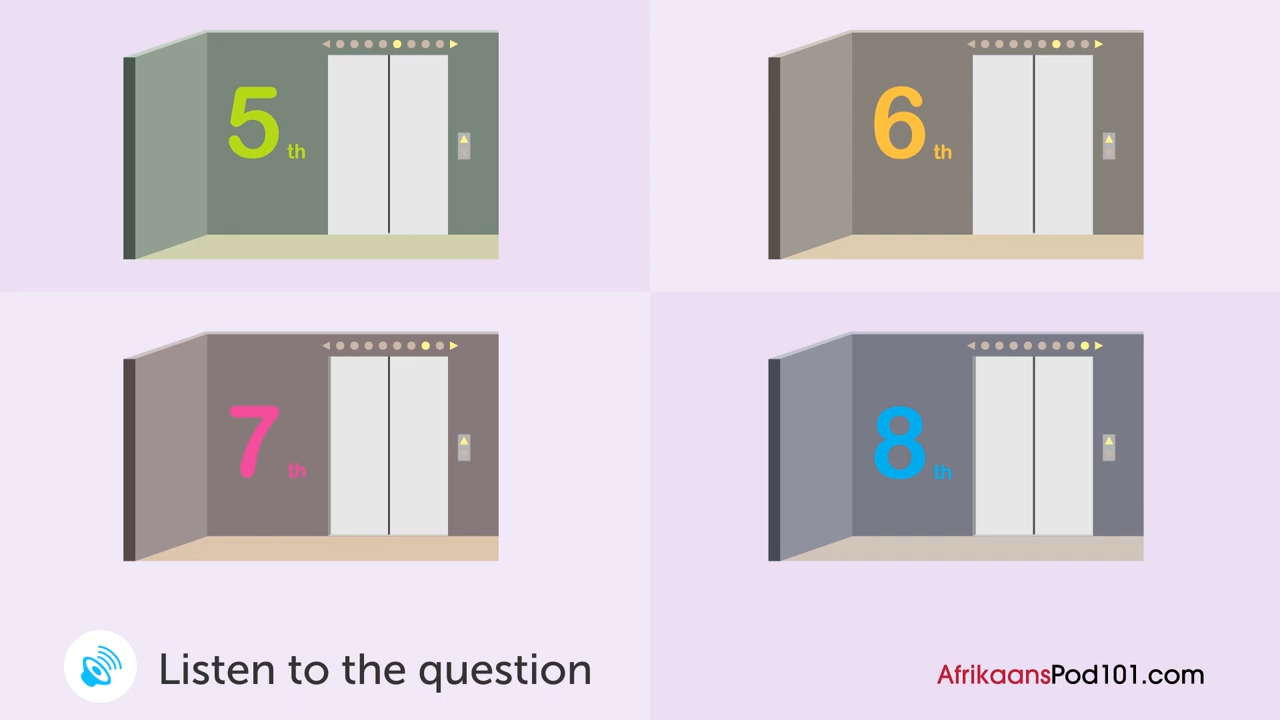 5th
6th
7th
8th
Listen to the question
AfrikaansPod101.com